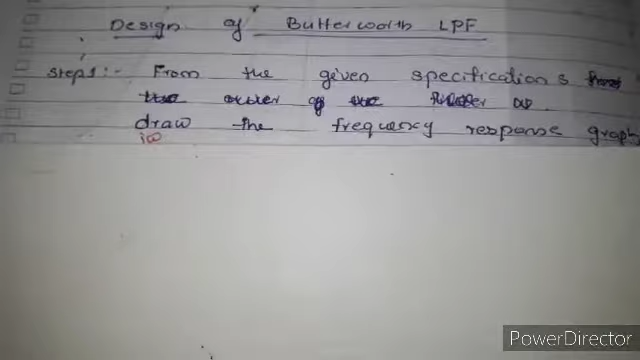 Design of Butterworth LPF
Step1:- From the given specifications
draw the frequency response graph
PowerDirector